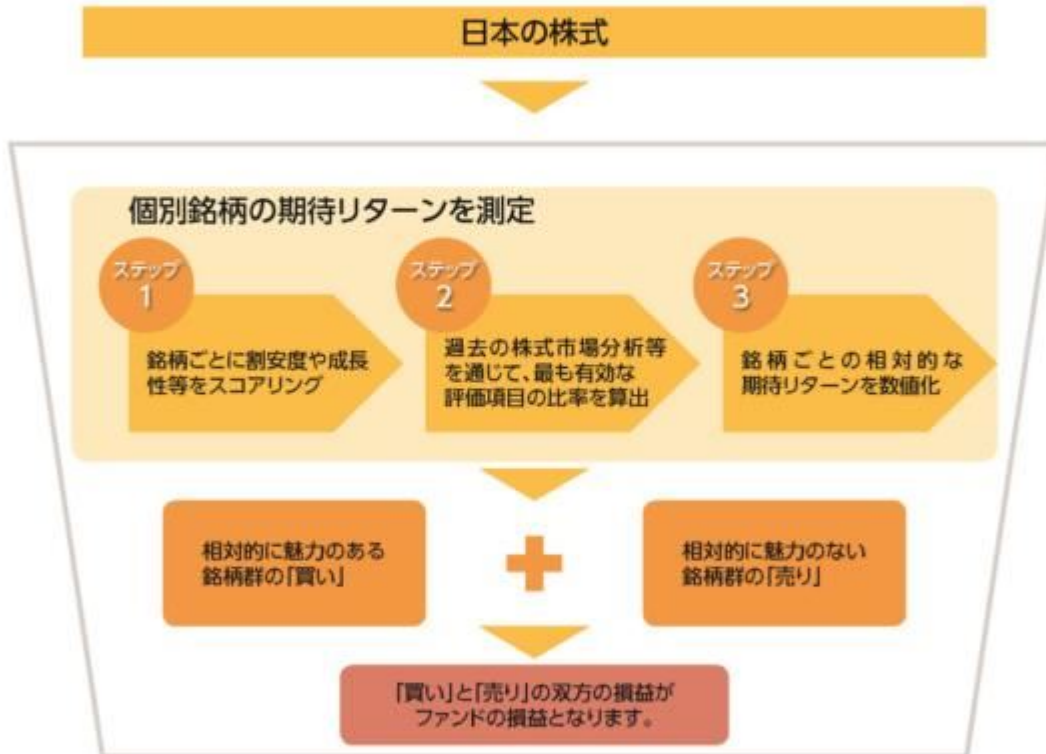 日本の株式
個別銘柄の期待リターンを測定
ステップ
1
銘柄ごとに割安度や成長
性等をスコアリング
ステップ
2
過去の株式市場分析等
を通じて、最も有効な
評価項目の比率を算出
ステップ
3
銘柄ごとの相対的な
期待リターンを数値化
相対的に魅力のある
銘柄群の「買い」
相対的に魅力のない
銘柄群の「売り」
「買い」と「売り」の双方の損益が
ファンドの損益となります。